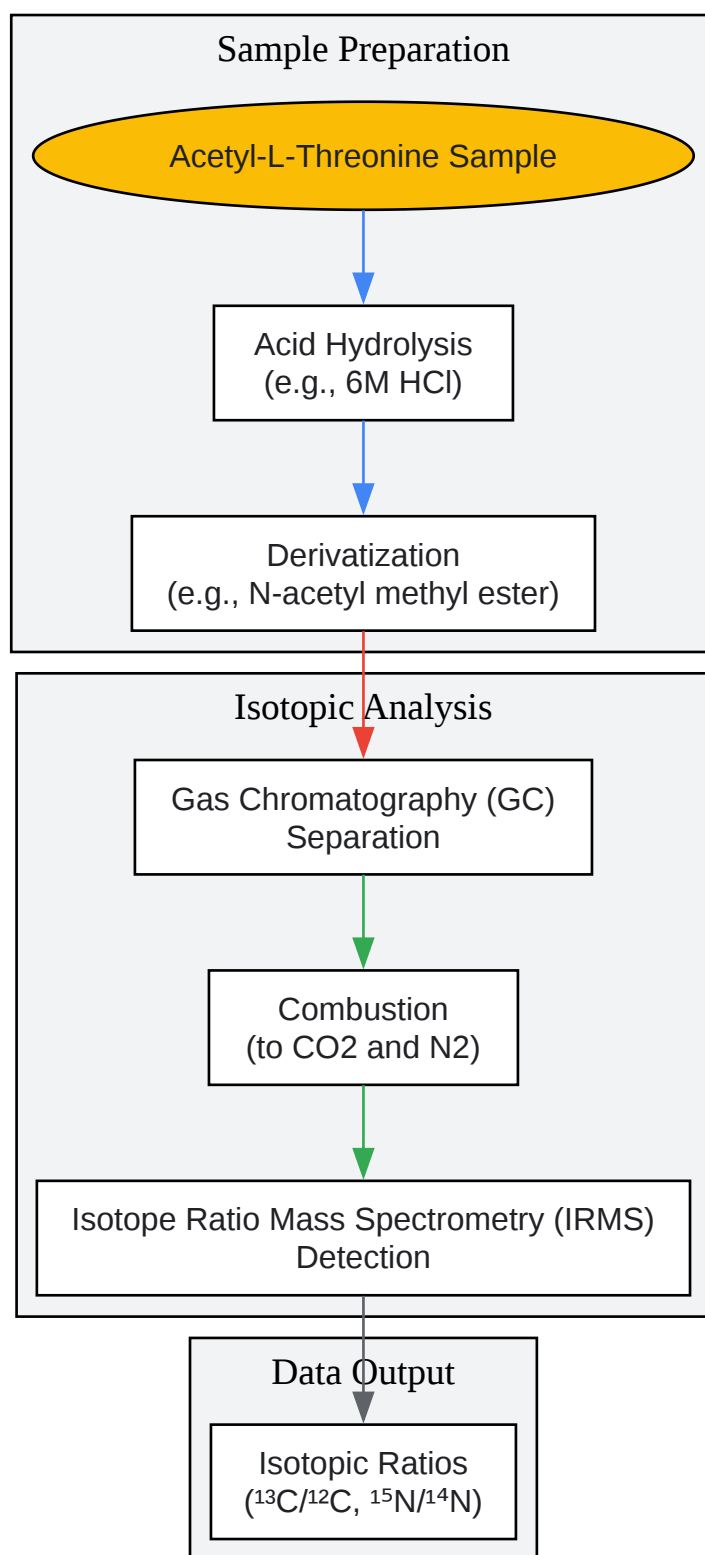 Sample Preparation
Acetyl-L-Threonine Sample
Acid Hydrolysis
(e.g., 6M HCl)
Derivatization
(e.g., N-acetyl methyl ester)
Isotopic Analysis
Gas Chromatography (GC)
Separation
Combustion
(to CO2 and N2)
Isotope Ratio Mass Spectrometry (IRMS)
Detection
Data Output
Isotopic Ratios
(¹³C/¹²C, ¹⁵N/¹⁴N)